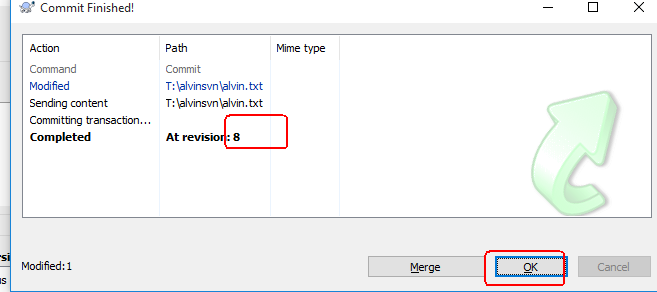 Commit Finished!
Action Path Mime type
Command Commit
Modified T:\alvinsvn\alvin.txt
Sending content T:\alvinsvn\alvin.txt
Committing transaction...
Completed At revision: 8
Modified:1 Merge OK Cancel